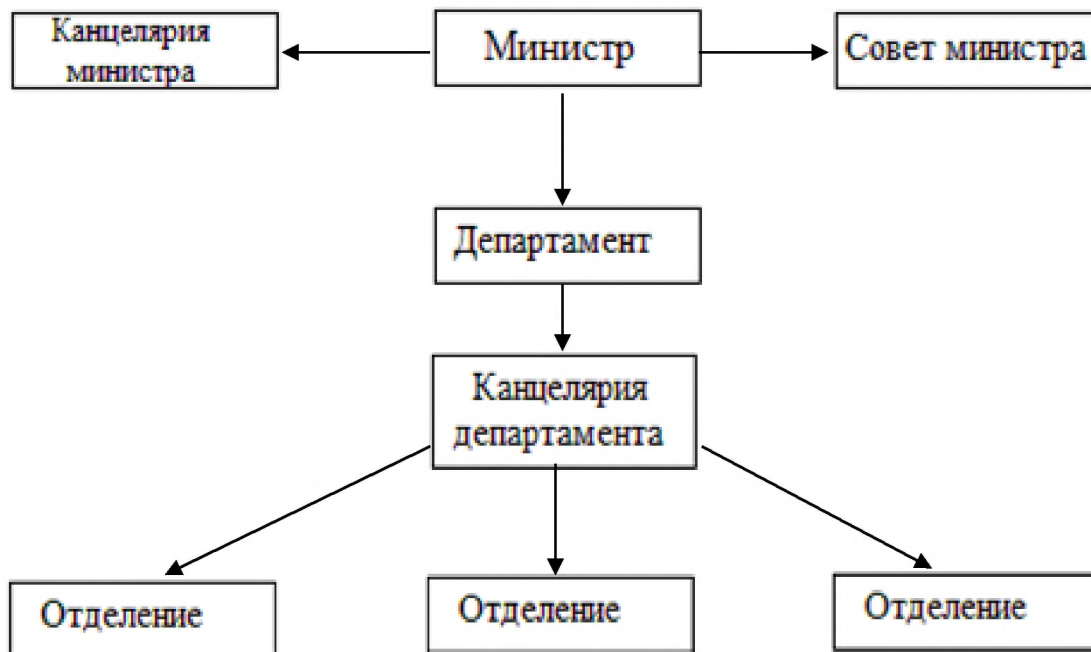 Канцелярия
министра
Министр
Совет министра
Департамент
Канцелярия
департамента
Отделение
Отделение
Отделение